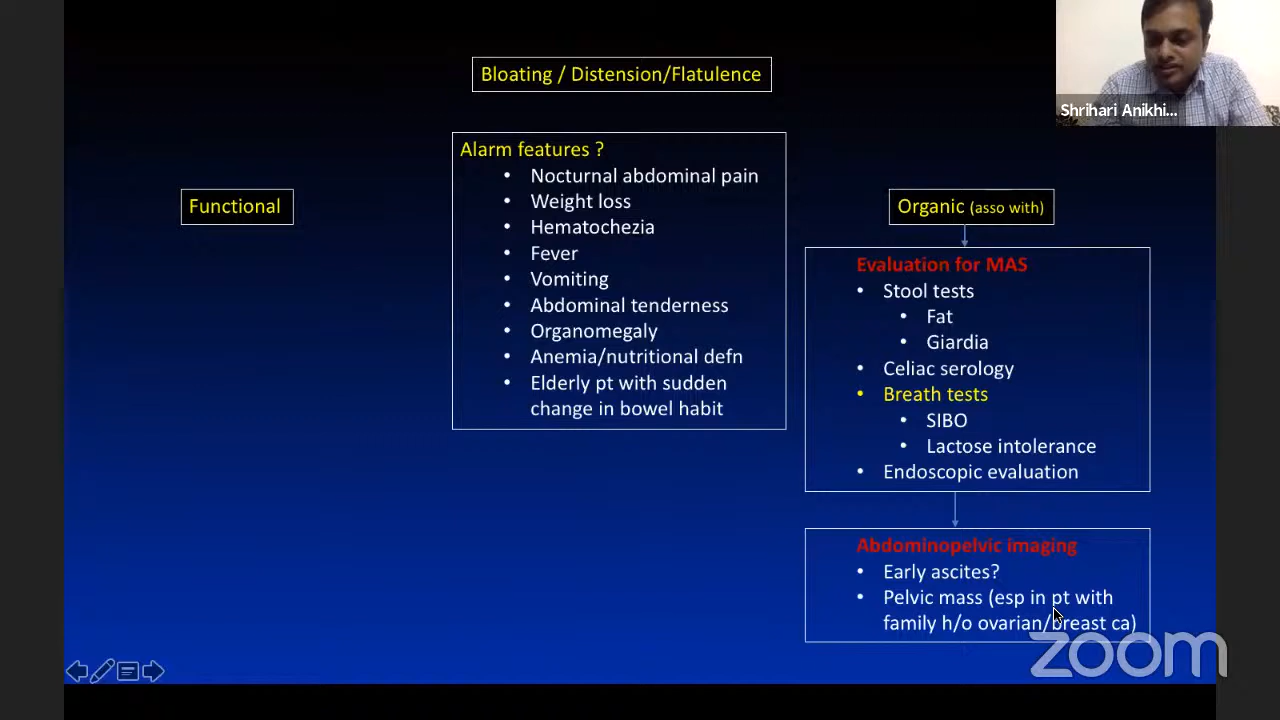 Bloating / Distension/Flatulence
Shrihari Anikhi...
Alarm features ?
• Nocturnal abdominal pain
• Weight loss
• Hematochezia
• Fever
• Vomiting
• Abdominal tenderness
• Organomegaly
• Anemia/nutritional defn
• Elderly pt with sudden
change in bowel habit
Functional
Organic (asso with)
Evaluation for MAS
• Stool tests
• Fat
• Giardia
• Celiac serology
• Breath tests
• SIBO
• Lactose intolerance
• Endoscopic evaluation
Abdominopelvic imaging
• Early ascites?
• Pelvic mass (esp in pt with
family h/o ovarian/breast ca)
zoom